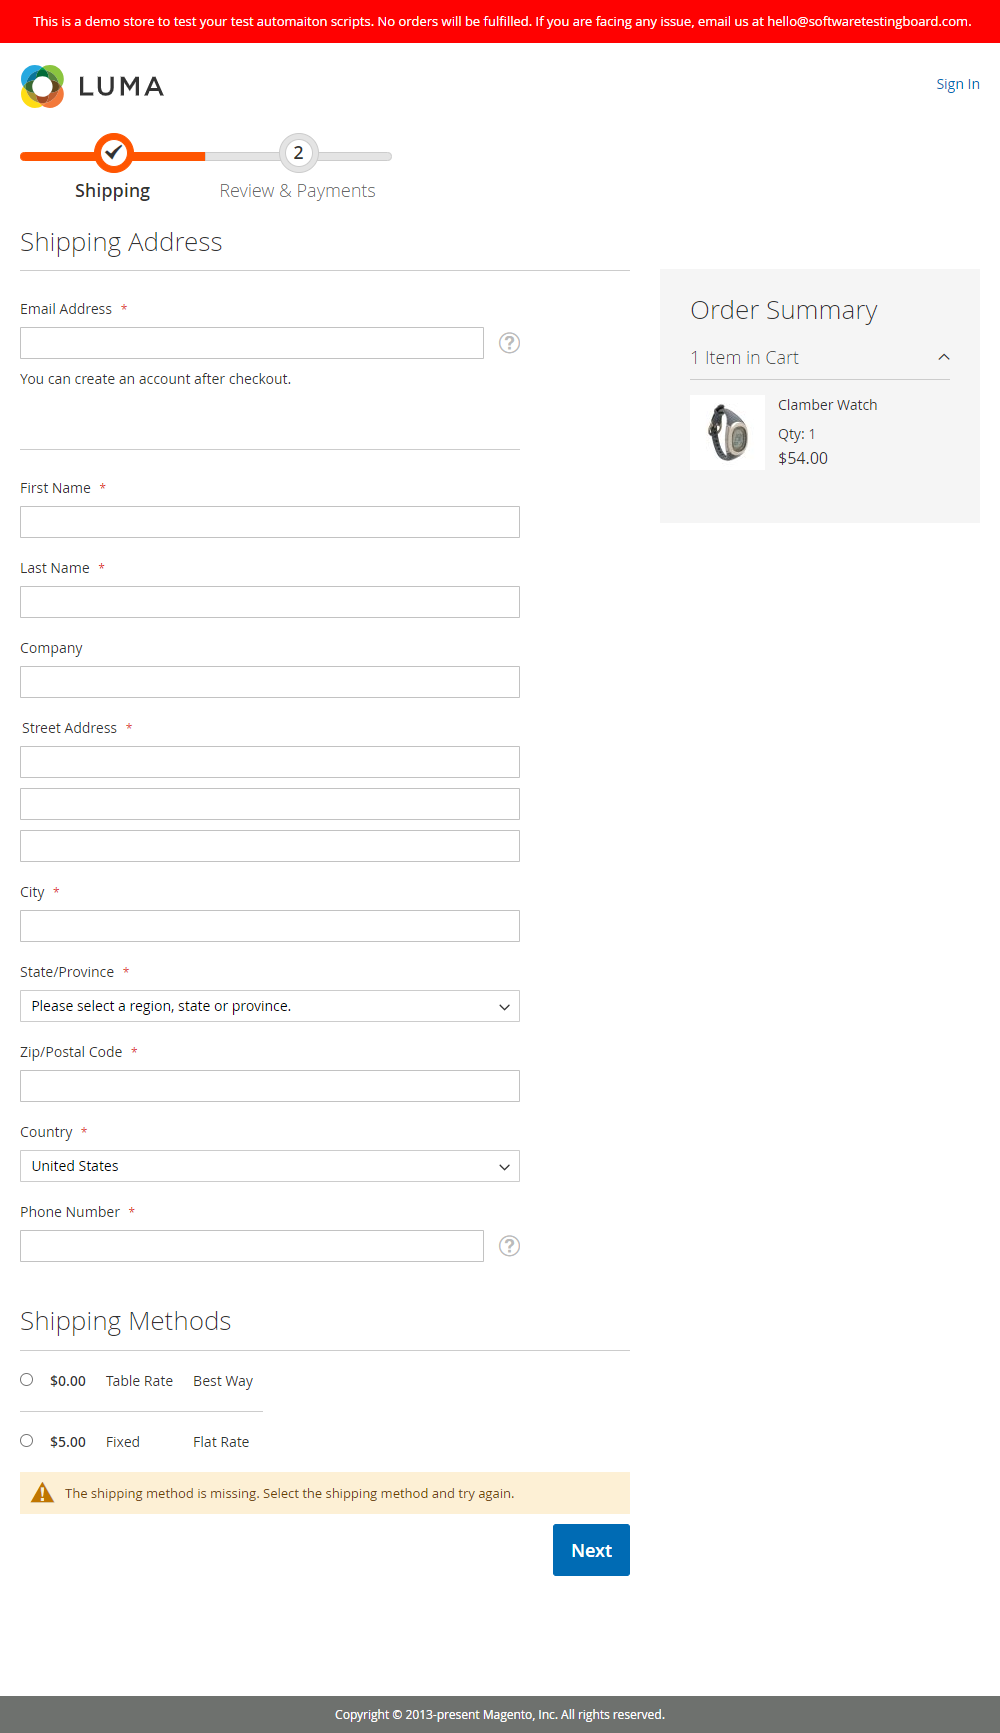 This is a demo store to test your test automaiton scripts. No orders will be fulfilled. If you are facing any issue, email us at hello@softwaretestingboard.com.
LUMA
Sign In
2
Shipping
Review & Payments
Shipping Address
Email Address *
You can create an account after checkout.
First Name *
Last Name *
Company
Street Address *
City *
State/Province *
Please select a region, state or province.
Zip/Postal Code *
Country *
United States
Phone Number *
Shipping Methods
$0.00 Table Rate Best Way
$5.00 Fixed Flat Rate
The shipping method is missing. Select the shipping method and try again.
Next
Order Summary
1 Item in Cart
Clamber Watch
Qty: 1
$54.00
Copyright © 2013-present Magento, Inc. All rights reserved.